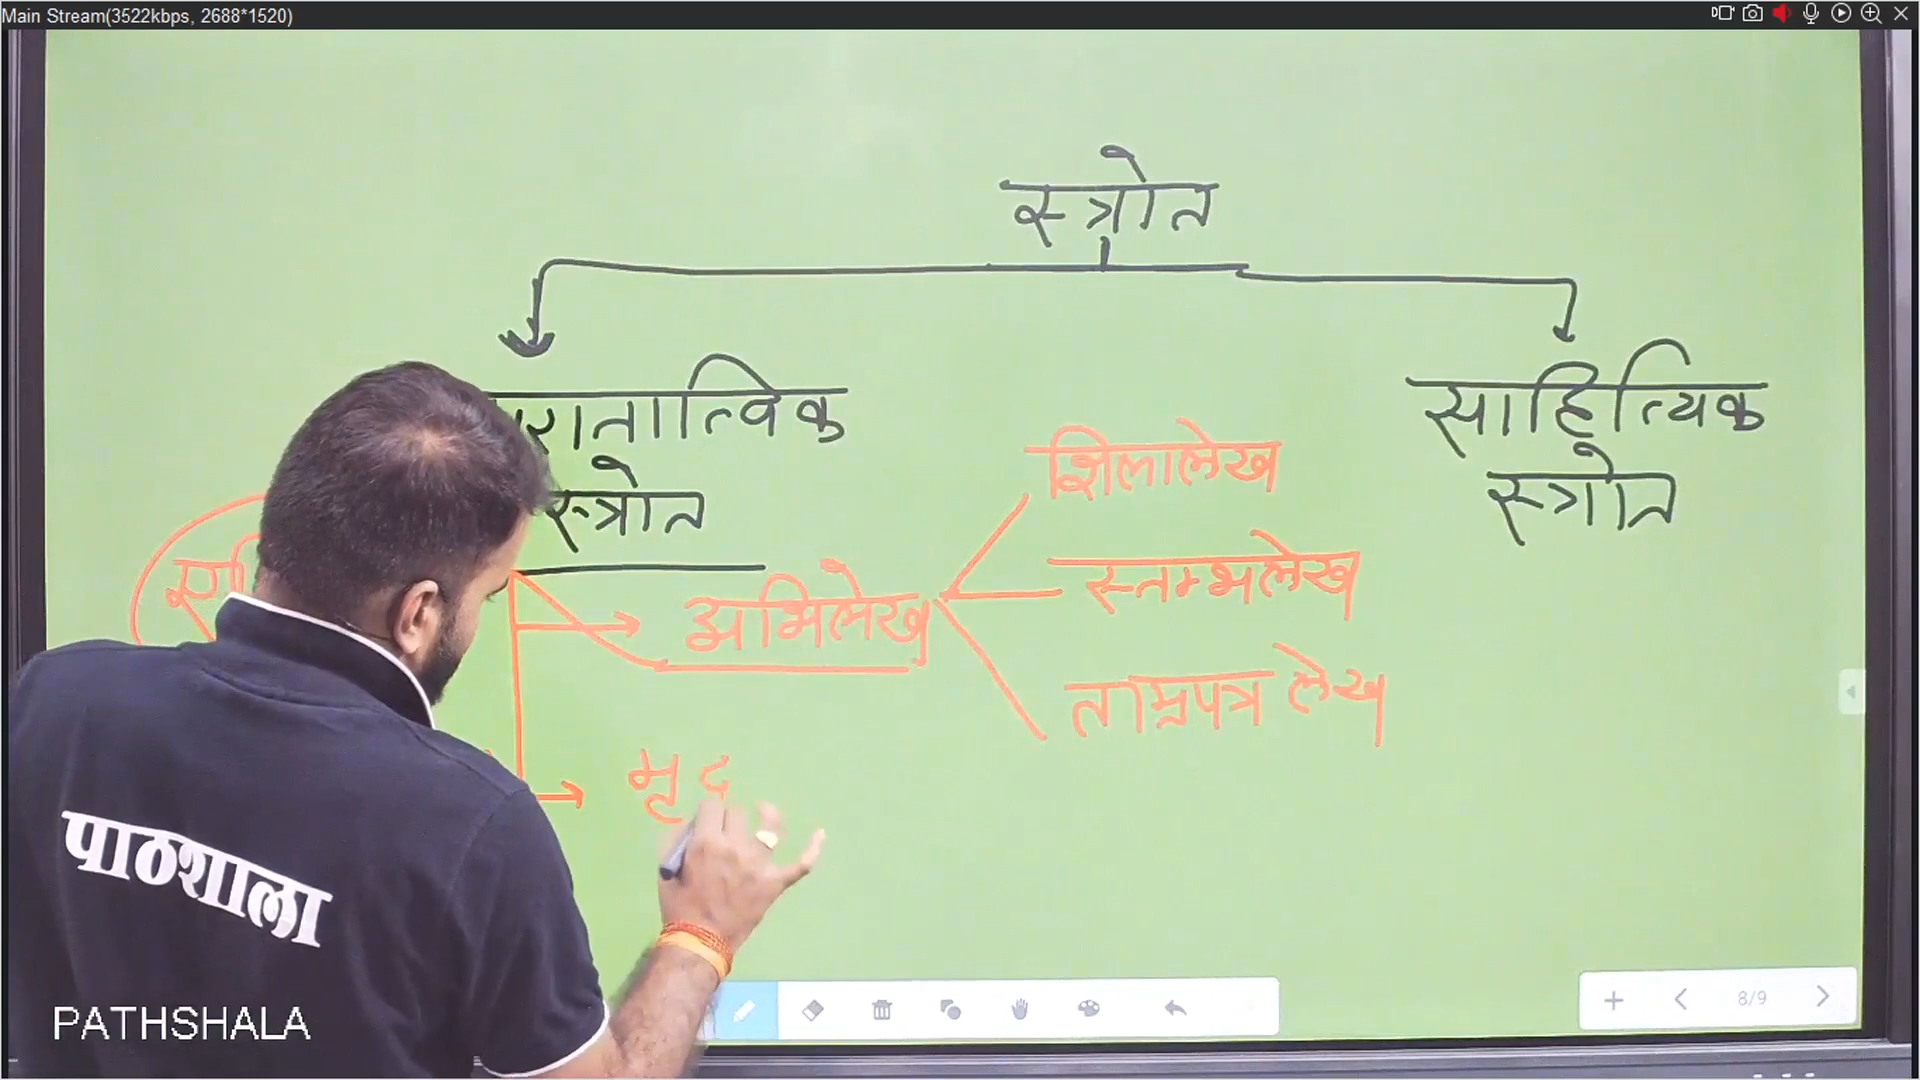 Main Stream(3522kbps, 2688*1520)
स्त्रोत
साहित्यिक
स्त्रोत
स्त्रोत
शिलालेख
स्तम्भलेख
अभिलेख
ताम्रपत्र लेख
मृद
पाठशाला
PATHSHALA
8/9